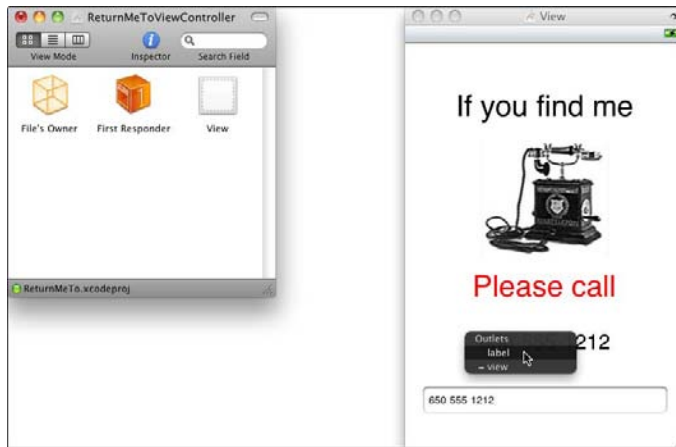 ReturnMeToViewController
View Mode
Inspector
Search Field
File's Owner
First Responder
View
ReturnMeTo.xcodeproj
View
If you find me
Please call
1212
Outlets
label
view
650 555 1212